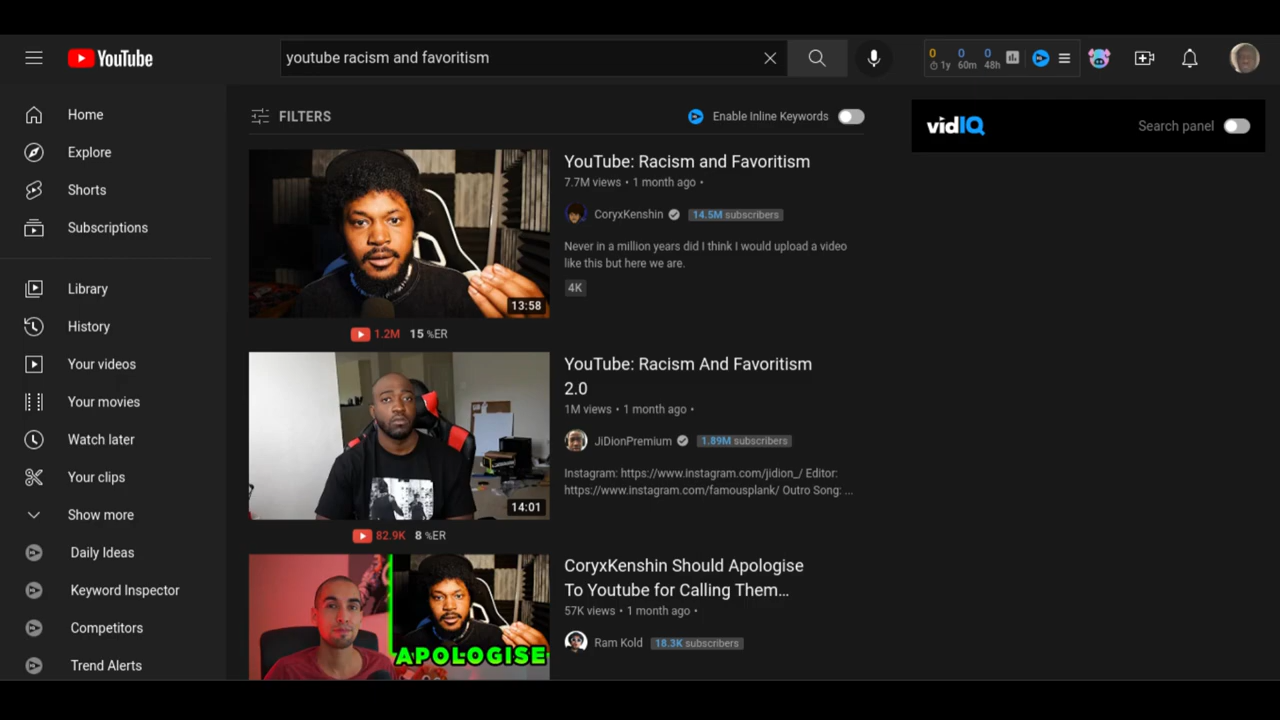 YouTube
youtube racism and favoritism
0 0 0
1y 60m 48h
Home
Explore
Shorts
Subscriptions
Library
History
Your videos
Your movies
Watch later
Your clips
Show more
Daily Ideas
Keyword Inspector
Competitors
Trend Alerts
FILTERS
Enable Inline Keywords
13:58
1.2M 15 %ER
YouTube: Racism and Favoritism
7.7M views • 1 month ago •
CoryxKenshin 14.5M subscribers
Never in a million years did I think I would upload a video
like this but here we are.
4K
14:01
82.9K 8 %ER
YouTube: Racism And Favoritism
2.0
1M views • 1 month ago •
JiDionPremium 1.89M subscribers
Instagram: https://www.instagram.com/jidion_/ Editor:
https://www.instagram.com/famousplank/ Outro Song: ...
APOLOGISE
CoryxKenshin Should Apologise
To Youtube for Calling Them...
57K views • 1 month ago •
Ram Kold 18.3K subscribers
vidIQ
Search panel